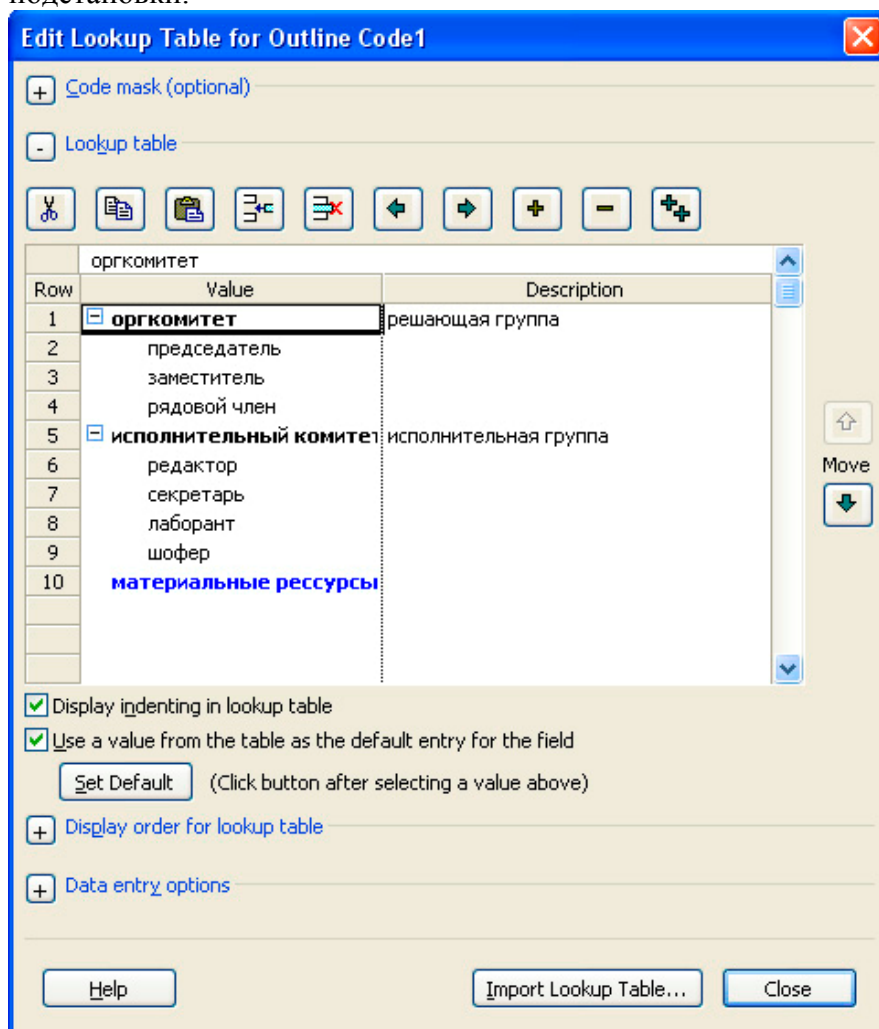 подстановки.
Edit Lookup Table for Outline Code1
+ Code mask (optional)
- Lookup table
оргкомитет
Row Value Description
1 оргкомитет решающая группа
2 председатель
3 заместитель
4 рядовой член
5 исполнительный комитет исполнительная группа
6 редактор
7 секретарь
8 лаборант
9 шофер
10 материальные рессурсы
Move
Display indenting in lookup table
Use a value from the table as the default entry for the field
Set Default (Click button after selecting a value above)
+ Display order for lookup table
+ Data entry options
Help Import Lookup Table... Close